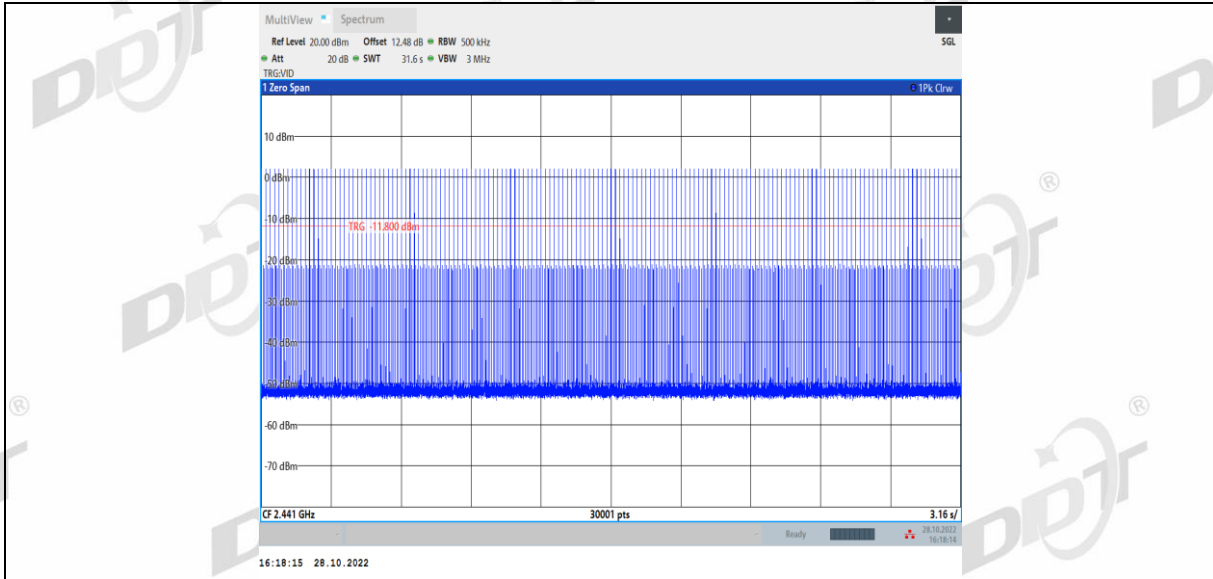 MultiView Spectrum
Ref Level 20.00 dBm Offset 12.48 dB RBW 500 kHz SGL
Att 20 dB SWT 31.6 s VBW 3 MHz
TRG:VID
1 Zero Span 1Pk Clrw
10 dBm
0 dBm
-10 dBm
TRG -11.800 dBm
-20 dBm
-30 dBm
-40 dBm
-50 dBm
-60 dBm
-70 dBm
CF 2.441 GHz 30001 pts 3.16 s/
Ready 28.10.2022
16:18:14
16:18:15 28.10.2022
DDT ®
DDT ®
DDT ®